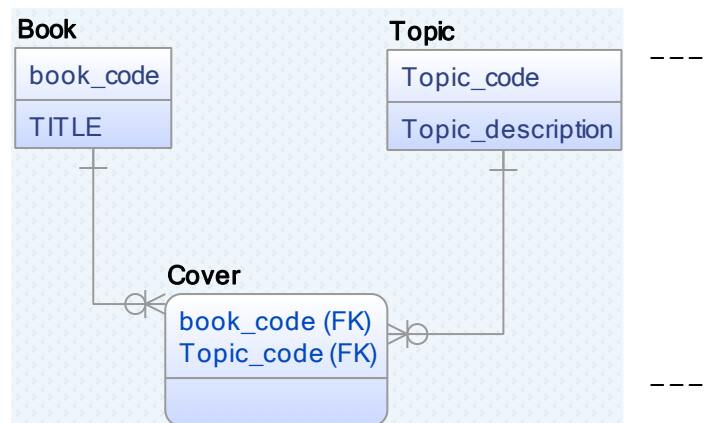 Book
book_code
TITLE
Topic
Topic_code
Topic_description
Cover
book_code (FK)
Topic_code (FK)
---
---